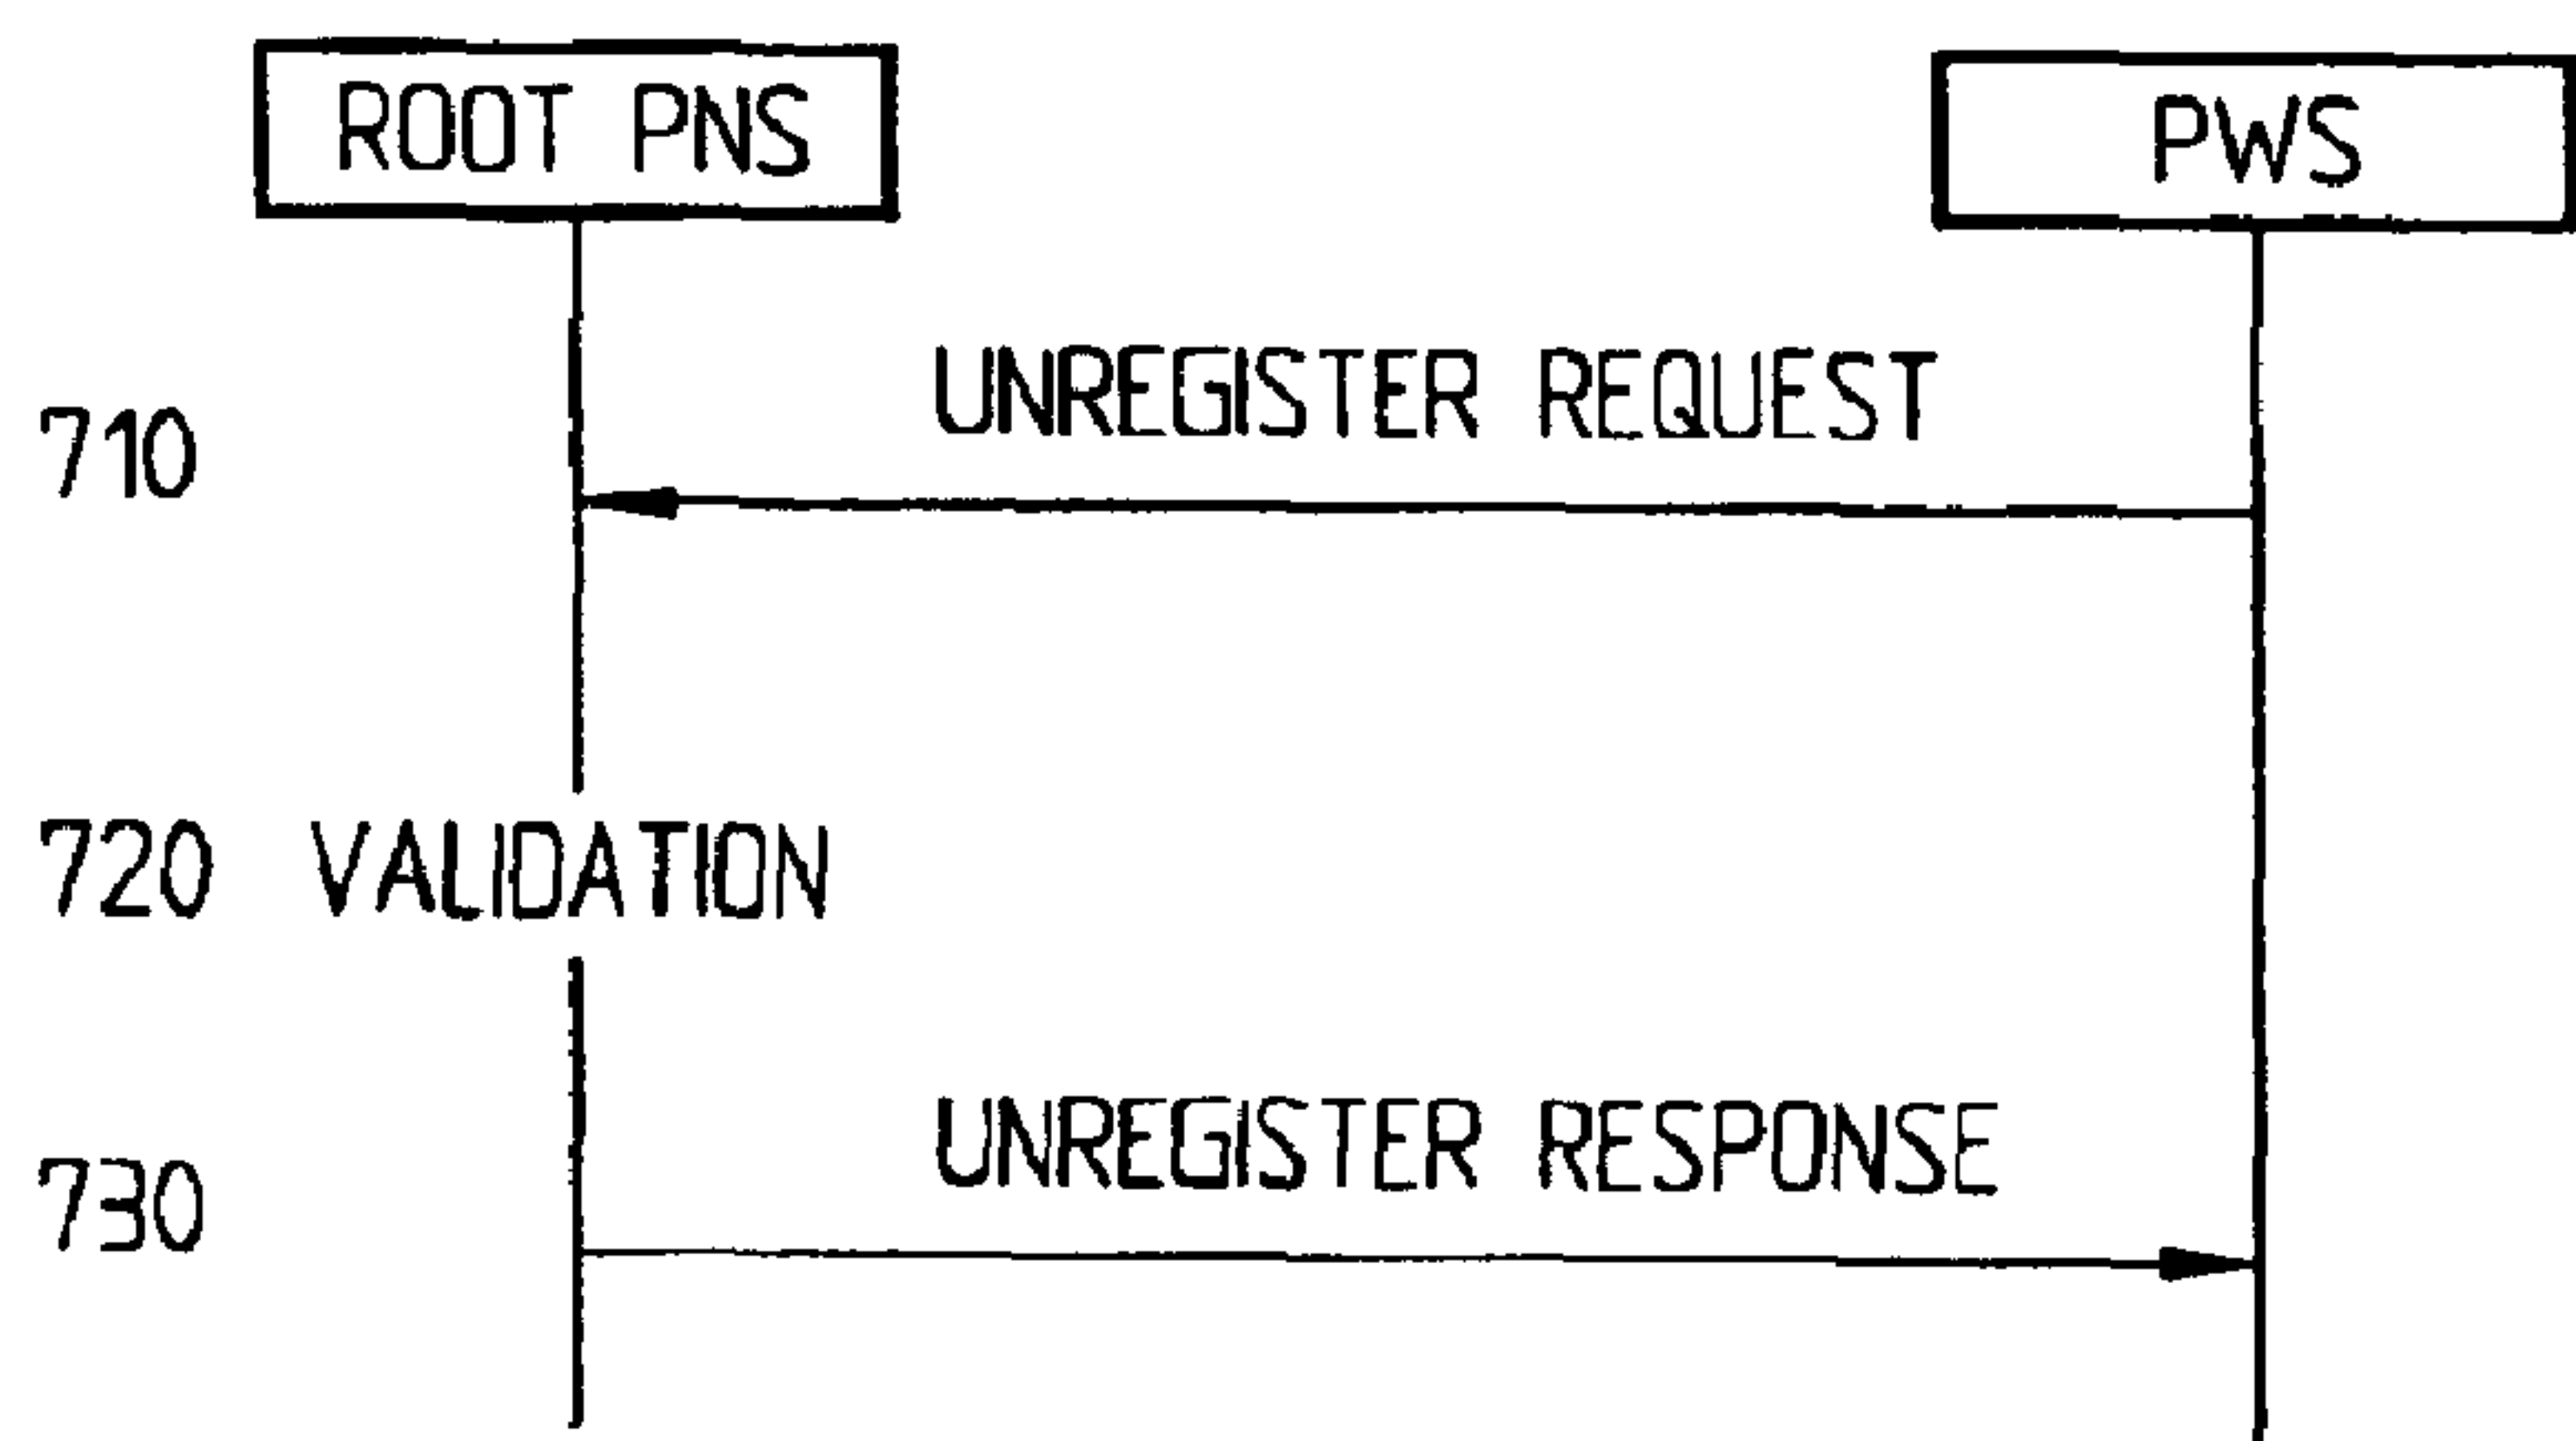 ROOT PNS
PWS
UNREGISTER REQUEST
710
720 VALIDATION
UNREGISTER RESPONSE
730